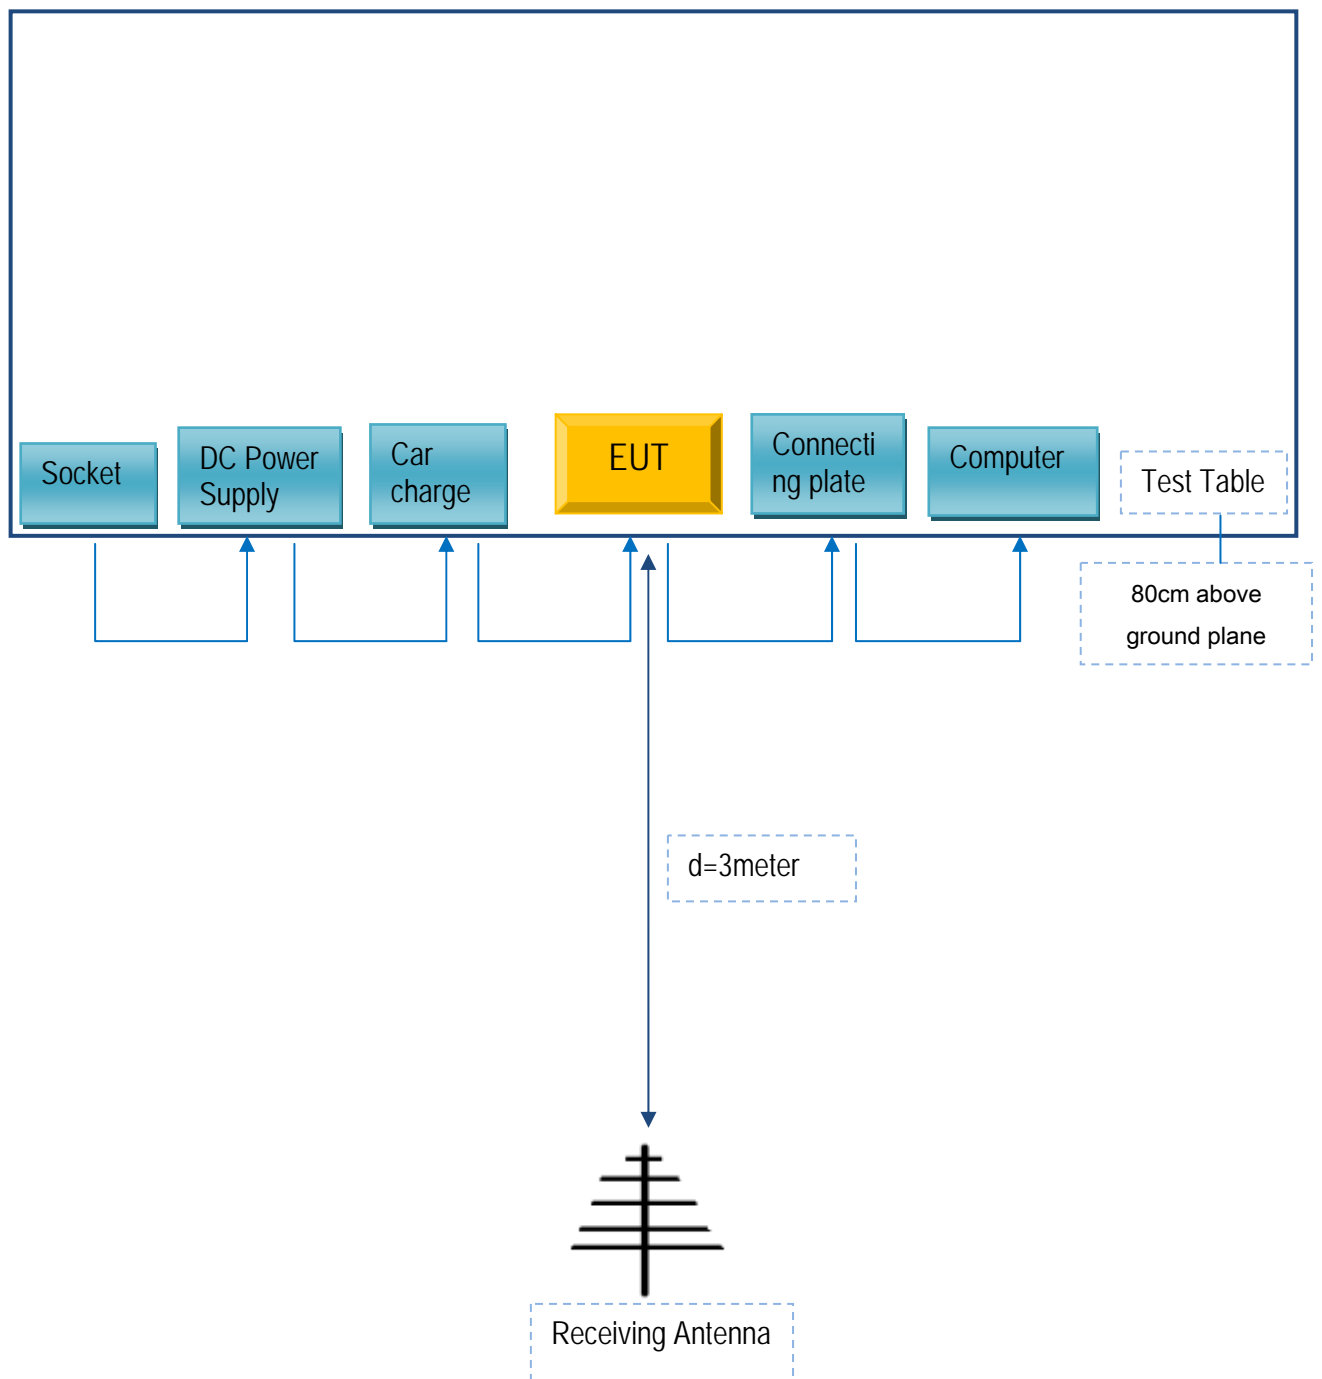 Socket
DC Power
Supply
Car
charge
EUT
Connecti
ng plate
Computer
Test Table
80cm above
ground plane
d=3meter
Receiving Antenna